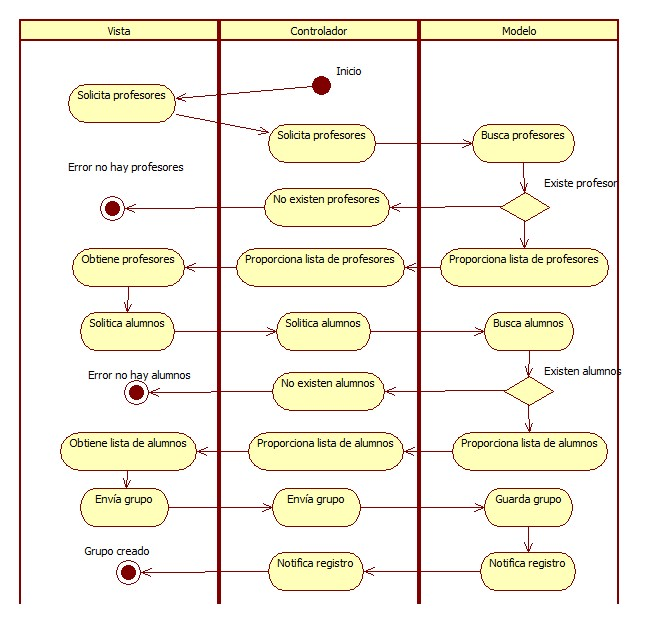 Vista
Controlador
Modelo
Inicio
Solicita profesores
Solicita profesores
Busca profesores
Error no hay profesores
Existe profesor
No existen profesores
Obtiene profesores
Proporciona lista de profesores
Proporciona lista de profesores
Solitica alumnos
Solitica alumnos
Busca alumnos
Error no hay alumnos
Existen alumnos
No existen alumnos
Obtiene lista de alumnos
Proporciona lista de alumnos
Proporciona lista de alumnos
Envía grupo
Envía grupo
Guarda grupo
Grupo creado
Notifica registro
Notifica registro